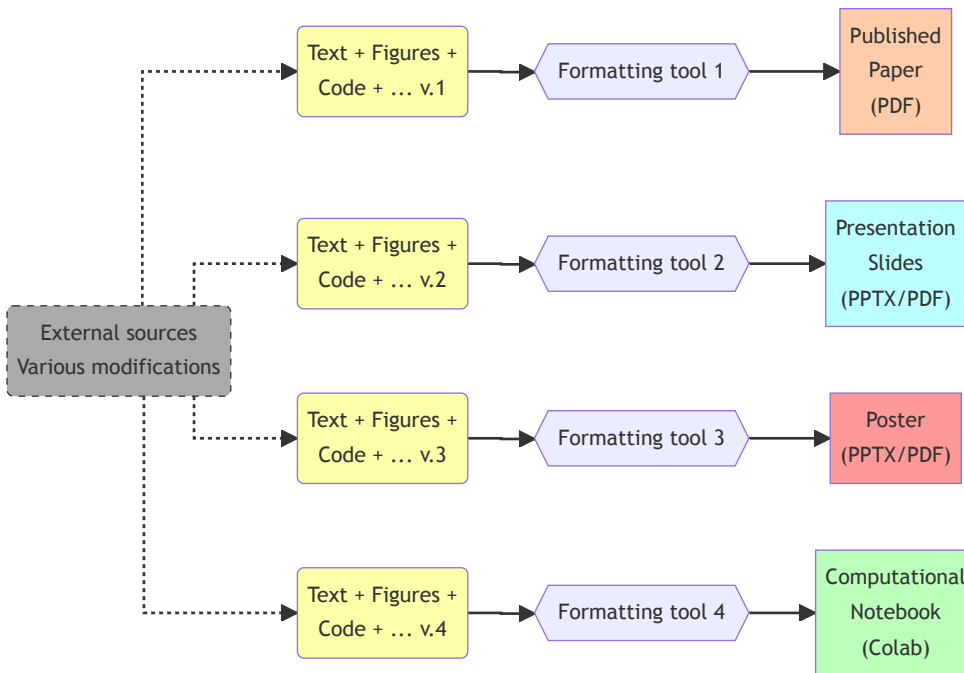 Text + Figures +
Code + ... v.1
Formatting tool 1
Published
Paper
(PDF)
Text + Figures +
Code + ... v.2
Formatting tool 2
Presentation
Slides
(PPTX/PDF)
External sources
Various modifications
Text + Figures +
Code + ... v.3
Formatting tool 3
Poster
(PPTX/PDF)
Text + Figures +
Code + ... v.4
Formatting tool 4
Computational
Notebook
(Colab)